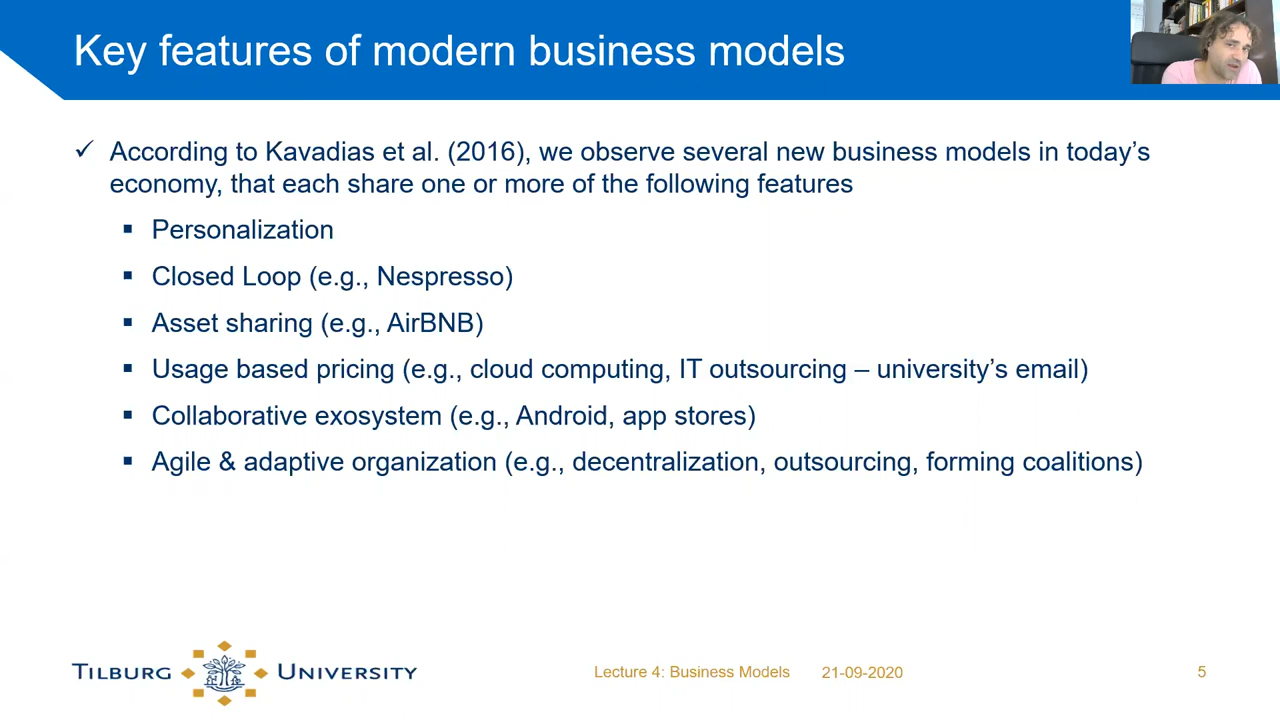 Key features of modern business models
✓ According to Kavadias et al. (2016), we observe several new business models in today's
economy, that each share one or more of the following features
▪ Personalization
▪ Closed Loop (e.g., Nespresso)
▪ Asset sharing (e.g., AirBNB)
▪ Usage based pricing (e.g., cloud computing, IT outsourcing – university's email)
▪ Collaborative exosystem (e.g., Android, app stores)
▪ Agile & adaptive organization (e.g., decentralization, outsourcing, forming coalitions)
TILBURG UNIVERSITY
Lecture 4: Business Models 21-09-2020 5